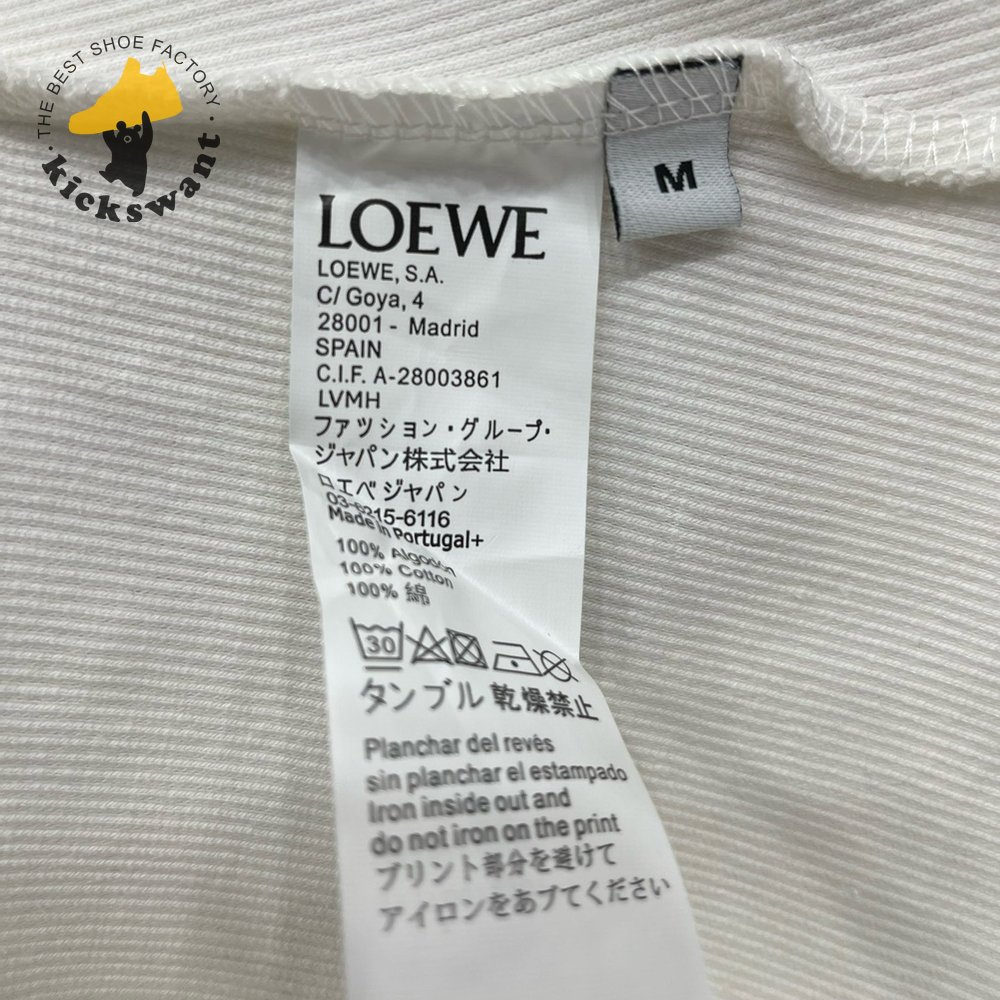 THE BEST SHOE FACTORY
kickswant
M
LOEWE
LOEWE, S.A.
C/ Goya, 4
28001 - Madrid
SPAIN
C.I.F. A-28003861
LVMH
ファッション・グループ・
ジャパン株式会社
ロエベ ジャパン
03-6215-6116
Made in Portugal+
100% Algodón
100% Cotton
100% 綿
30
タンブル 乾燥禁止
Planchar del revés
sin planchar el estampado
Iron inside out and
do not iron on the print
プリント部分を避けて
アイロンをあプてください